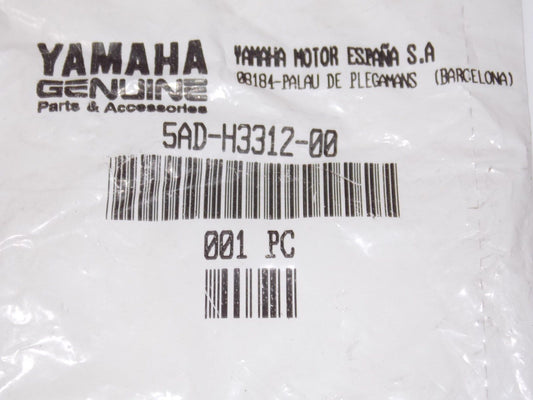 YAMAHA
GENUINE
Parts & Accessories
YAMAHA MOTOR ESPAÑA S.A
08184-PALAU DE PLEGAMANS (BARCELONA)
5AD-H3312-00
001 PC